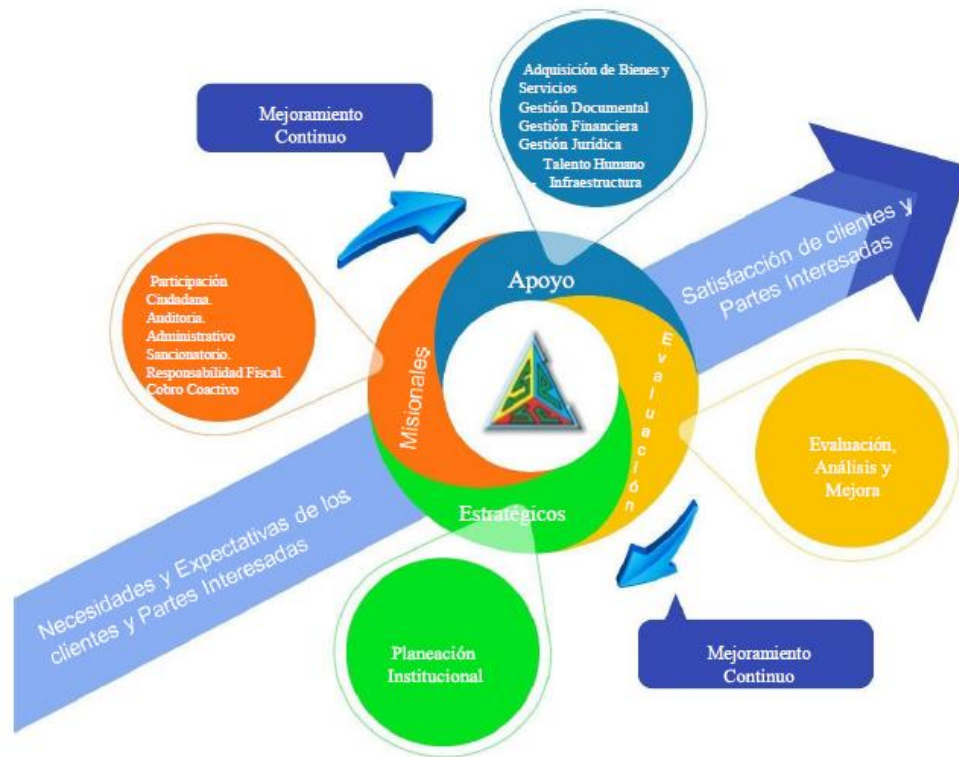 Adquisición de Bienes y
Servicios
Gestión Documental
Gestión Financiera
Gestión Jurídica
Talento Humano
Infraestructura
Mejoramiento
Continuo
Satisfacción de clientes y
Partes Interesadas
Participación
Ciudadana.
Auditoria.
Administrativo
Sancionatorio.
Responsabilidad Fiscal.
Cobro Coactivo
Apoyo
Misionales
Evaluación
Estratégicos
Evaluación,
Análisis y
Mejora
Necesidades y Expectativas de los
clientes y Partes Interesadas
Planeación
Institucional
Mejoramiento
Continuo